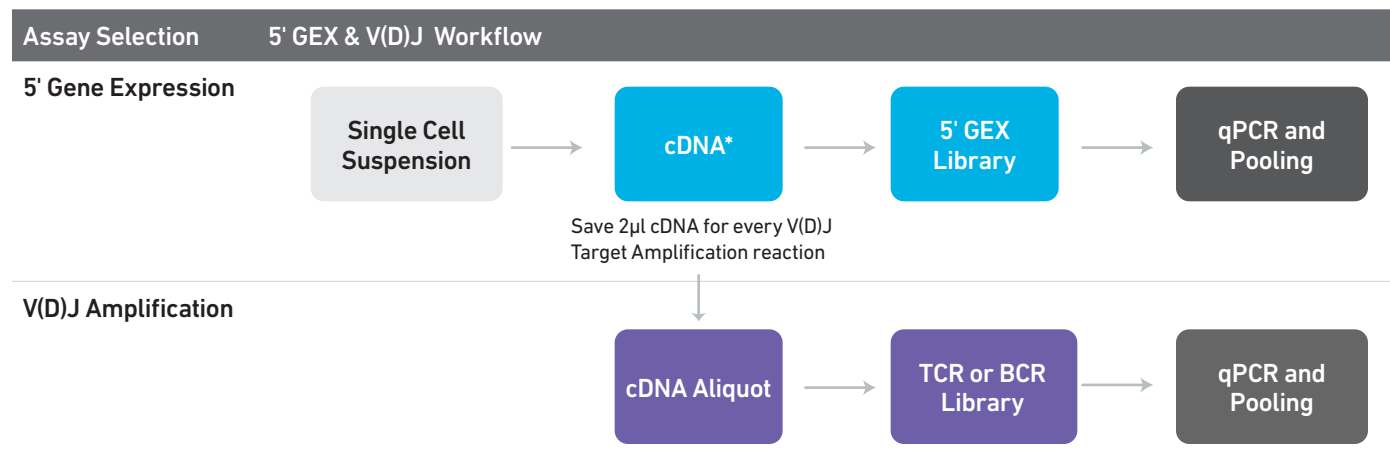 Assay Selection 5' GEX & V(D)J Workflow
5' Gene Expression
Single Cell
Suspension
cDNA*
5' GEX
Library
qPCR and
Pooling
Save 2µl cDNA for every V(D)J
Target Amplification reaction
V(D)J Amplification
cDNA Aliquot
TCR or BCR
Library
qPCR and
Pooling